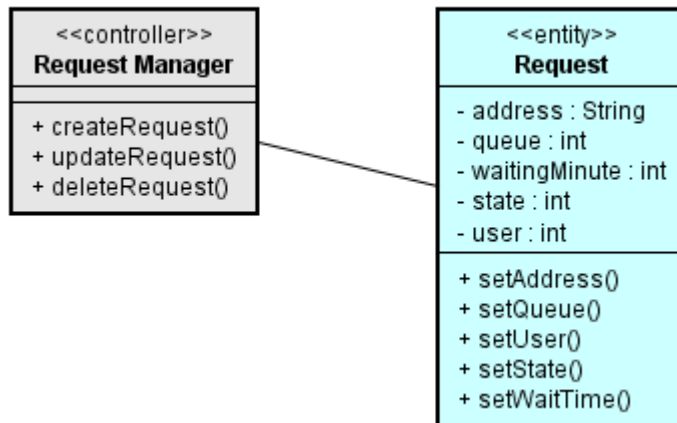 <<controller>>
Request Manager
+ createRequest()
+ updateRequest()
+ deleteRequest()
<<entity>>
Request
- address : String
- queue : int
- waitingMinute : int
- state : int
- user : int
+ setAddress()
+ setQueue()
+ setUser()
+ setState()
+ setWaitTime()